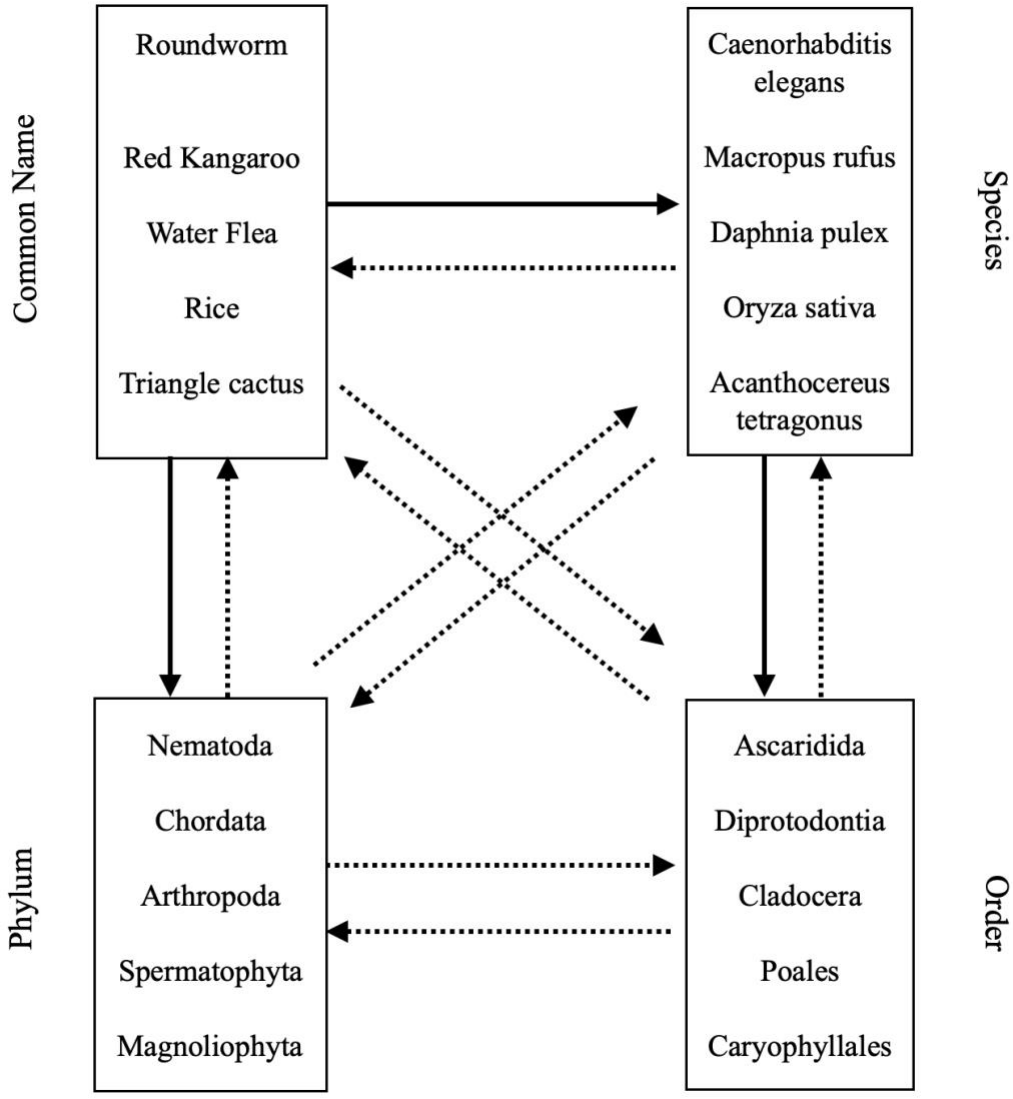 Common Name
Roundworm
Red Kangaroo
Water Flea
Rice
Triangle cactus
Caenorhabditis
elegans
Macropus rufus
Daphnia pulex
Oryza sativa
Acanthocereus
tetragonus
Species
Phylum
Nematoda
Chordata
Arthropoda
Spermatophyta
Magnoliophyta
Ascaridida
Diprotodontia
Cladocera
Poales
Caryophyllales
Order